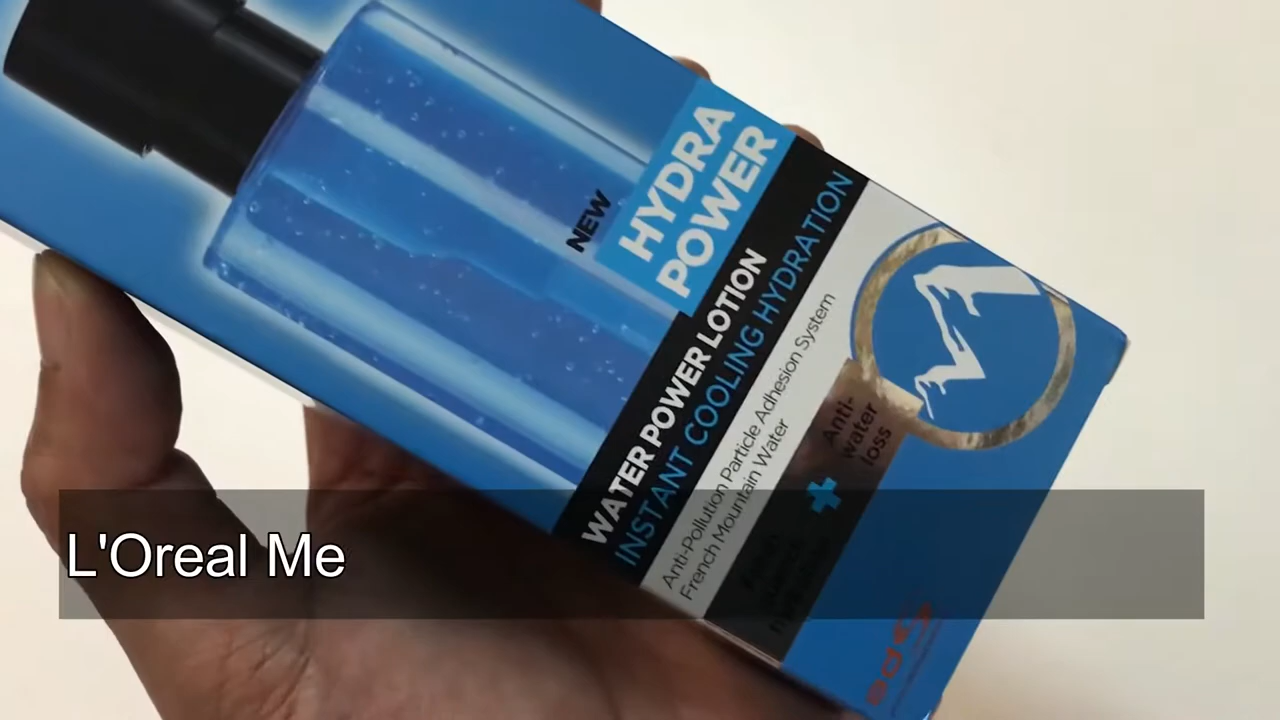 NEW
HYDRA
POWER
WATER POWER LOTION
INSTANT COOLING HYDRATION
Anti-Pollution Particle Adhesion System
French Mountain Water
Anti-
water
loss
+
L'Oreal Me